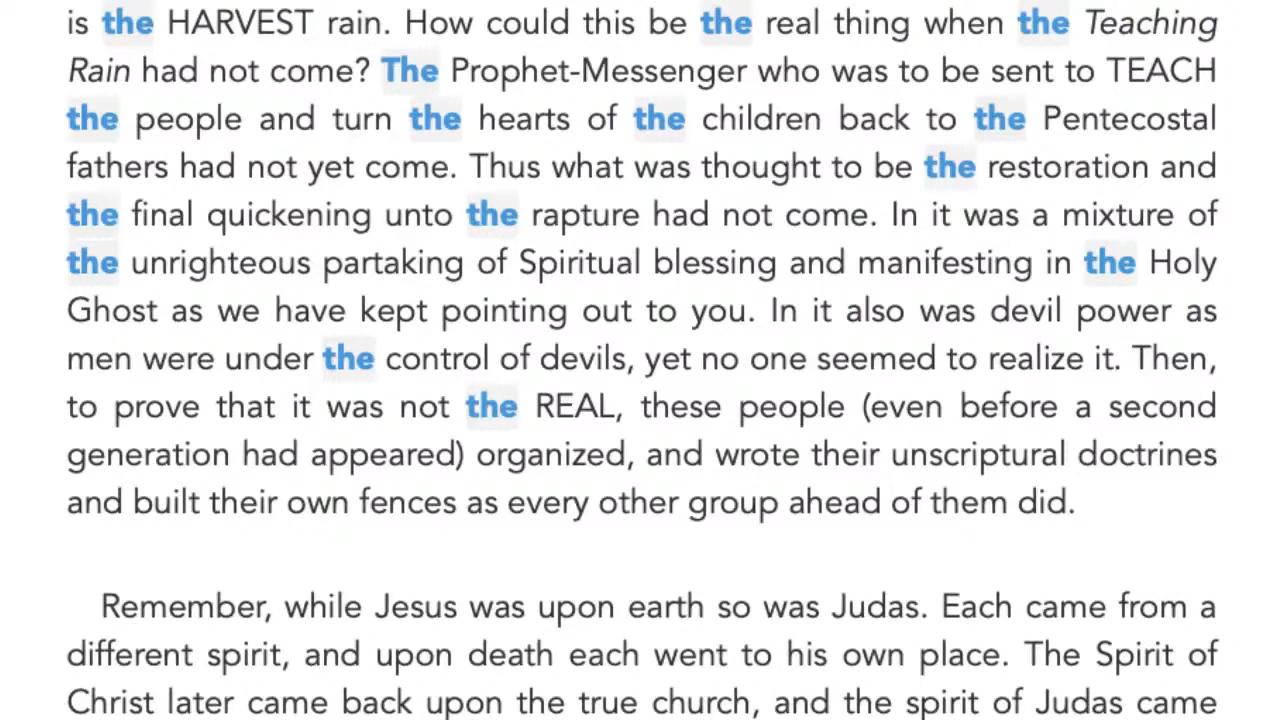 is the HARVEST rain. How could this be the real thing when the Teaching
Rain had not come? The Prophet-Messenger who was to be sent to TEACH
the people and turn the hearts of the children back to the Pentecostal
fathers had not yet come. Thus what was thought to be the restoration and
the final quickening unto the rapture had not come. In it was a mixture of
the unrighteous partaking of Spiritual blessing and manifesting in the Holy
Ghost as we have kept pointing out to you. In it also was devil power as
men were under the control of devils, yet no one seemed to realize it. Then,
to prove that it was not the REAL, these people (even before a second
generation had appeared) organized, and wrote their unscriptural doctrines
and built their own fences as every other group ahead of them did.
Remember, while Jesus was upon earth so was Judas. Each came from a
different spirit, and upon death each went to his own place. The Spirit of
Christ later came back upon the true church, and the spirit of Judas came